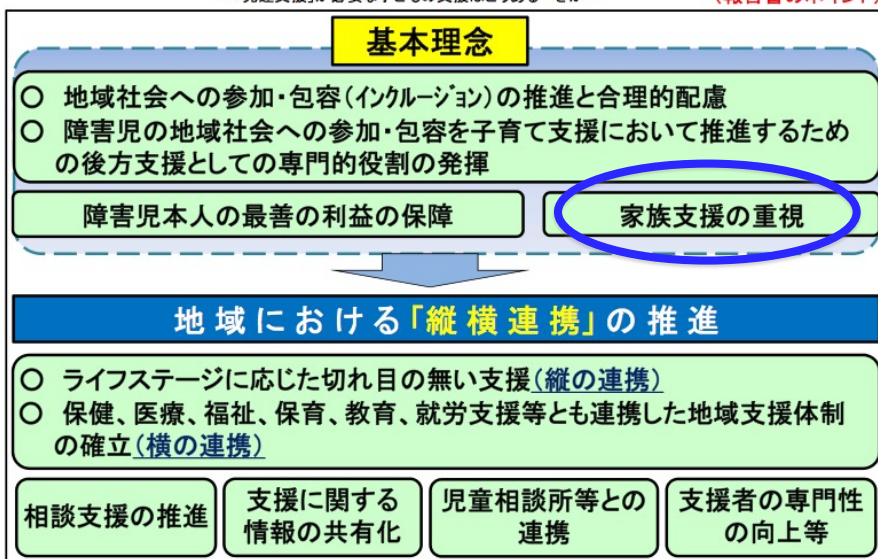 (報告書のポイント)
基本理念
○ 地域社会への参加・包容(インクルージョン)の推進と合理的配慮
○ 障害児の地域社会への参加・包容を子育て支援において推進するため
の後方支援としての専門的役割の発揮
障害児本人の最善の利益の保障
家族支援の重視
地域における「縦横連携」の推進
○ ライフステージに応じた切れ目の無い支援(縦の連携)
○ 保健、医療、福祉、保育、教育、就労支援等とも連携した地域支援体制
の確立(横の連携)
相談支援の推進
支援に関する
情報の共有化
児童相談所等との
連携
支援者の専門性
の向上等